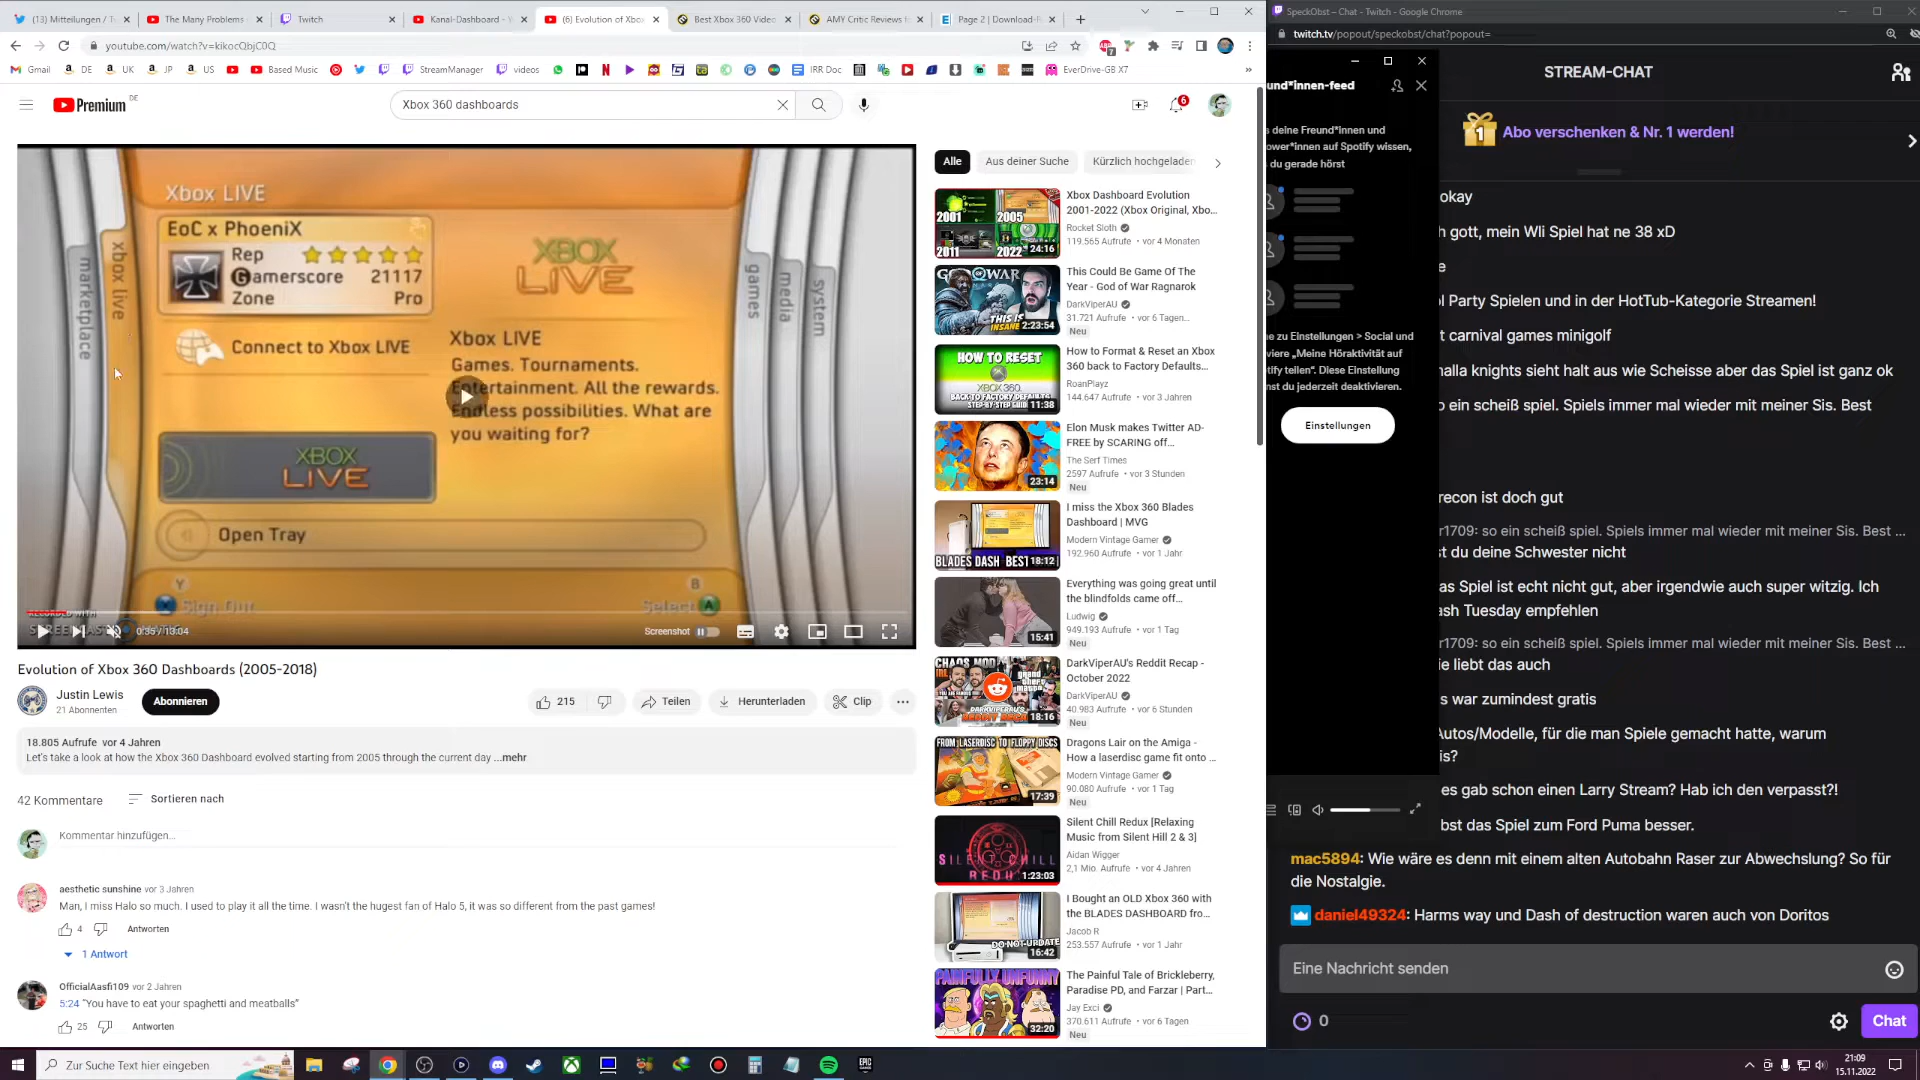 (13) Mitteilungen / T
The Many Problems
Twitch
Kanal-Dashboard - Y
(6) Evolution of Xbox
Best Xbox 360 Video
AMY Critic Reviews f
Page 2 | Download-R
youtube.com/watch?v=kikocQbjC0Q
Gmail
DE
UK
JP
US
Based Music
StreamManager
videos
IRR Doc
EverDrive-GB X7
Premium DE
Xbox 360 dashboards
6
Xbox LIVE
EoC x PhoeniX
Rep
Gamerscore 21117
Zone Pro
XBOX LIVE
Connect to Xbox LIVE
Xbox LIVE
Games. Tournaments.
Entertainment. All the rewards.
Endless possibilities. What are
you waiting for?
XBOX LIVE
Open Tray
marketplace
xbox live
games
media
system
Y
B
X Sign Out
Select A
RECORDED WITH
0:35 / 13:04
Screenshot
Evolution of Xbox 360 Dashboards (2005-2018)
Justin Lewis
21 Abonnenten
Abonnieren
215
Teilen
Herunterladen
Clip
18.805 Aufrufe vor 4 Jahren
Let's take a look at how the Xbox 360 Dashboard evolved starting from 2005 through the current day ...mehr
42 Kommentare
Sortieren nach
Kommentar hinzufügen...
aesthetic sunshine vor 3 Jahren
Man, I miss Halo so much. I used to play it all the time. I wasn't the hugest fan of Halo 5, it was so different from the past games!
4
Antworten
1 Antwort
OfficialAasfi109 vor 2 Jahren
5:24 "You have to eat your spaghetti and meatballs"
25
Antworten
Alle
Aus deiner Suche
Kürzlich hochgeladen
2001 2005
2011 2022
24:16
Xbox Dashboard Evolution
2001-2022 (Xbox Original, Xbo...
Rocket Sloth
119.565 Aufrufe • vor 4 Monaten
THIS IS
INSANE
2:23:54
This Could Be Game Of The
Year - God of War Ragnarok
DarkViperAU
31.721 Aufrufe • vor 6 Tagen...
Neu
HOW TO RESET
XBOX 360
BACK TO FACTORY DEFAULTS
STEP-BY-STEP GUIDE
11:38
How to Format & Reset an Xbox
360 back to Factory Defaults...
RoanPlayz
144.647 Aufrufe • vor 3 Jahren
23:14
Elon Musk makes Twitter AD-
FREE by SCARING off...
The Serf Times
2597 Aufrufe • vor 3 Stunden
Neu
BLADES DASH BEST
18:12
I miss the Xbox 360 Blades
Dashboard | MVG
Modern Vintage Gamer
192.960 Aufrufe • vor 1 Jahr
15:41
Everything was going great until
the blindfolds came off...
Ludwig
949.193 Aufrufe • vor 1 Tag
Neu
CHAOS MOD
18:16
DarkViperAU's Reddit Recap -
October 2022
DarkViperAU
40.983 Aufrufe • vor 6 Stunden
Neu
FROM LASERDISC TO FLOPPY DISCS
17:39
Dragons Lair on the Amiga -
How a laserdisc game fit onto ...
Modern Vintage Gamer
90.080 Aufrufe • vor 1 Tag
Neu
SILENT CHILL
REDUX
1:23:03
Silent Chill Redux [Relaxing
Music from Silent Hill 2 & 3]
Aidan Wigger
2,1 Mio. Aufrufe • vor 4 Jahren
DO NOT UPDATE
16:42
I Bought an OLD Xbox 360 with
the BLADES DASHBOARD fro...
Jacob R
253.557 Aufrufe • vor 1 Jahr
PAINFULLY UNFUNNY
32:20
The Painful Tale of Brickleberry,
Paradise PD, and Farzar | Part...
Jay Exci
370.611 Aufrufe • vor 6 Tagen
Neu
SpeckObst – Chat - Twitch - Google Chrome
twitch.tv/popout/speckobst/chat?popout=
und*innen-feed
s deine Freund*innen und
ower*innen auf Spotify wissen,
du gerade hörst
e zu Einstellungen > Social und
viere „Meine Höraktivität auf
tify teilen". Diese Einstellung
nst du jederzeit deaktivieren.
Einstellungen
STREAM-CHAT
1
Abo verschenken & Nr. 1 werden!
okay
h gott, mein WIi Spiel hat ne 38 xD
e
l Party Spielen und in der HotTub-Kategorie Streamen!
t carnival games minigolf
halla knights sieht halt aus wie Scheisse aber das Spiel ist ganz ok
o ein scheiß spiel. Spiels immer mal wieder mit meiner Sis. Best
recon ist doch gut
r1709: so ein scheiß spiel. Spiels immer mal wieder mit meiner Sis. Best ...
st du deine Schwester nicht
as Spiel ist echt nicht gut, aber irgendwie auch super witzig. Ich
ash Tuesday empfehlen
r1709: so ein scheiß spiel. Spiels immer mal wieder mit meiner Sis. Best ...
ie liebt das auch
s war zumindest gratis
Autos/Modelle, für die man Spiele gemacht hatte, warum
is?
es gab schon einen Larry Stream? Hab ich den verpasst?!
bst das Spiel zum Ford Puma besser.
mac5894: Wie wäre es denn mit einem alten Autobahn Raser zur Abwechslung? So für
die Nostalgie.
daniel49324: Harms way und Dash of destruction waren auch von Doritos
Eine Nachricht senden
0
Chat
Zur Suche Text hier eingeben
EPIC GAMES
21:09
15.11.2022